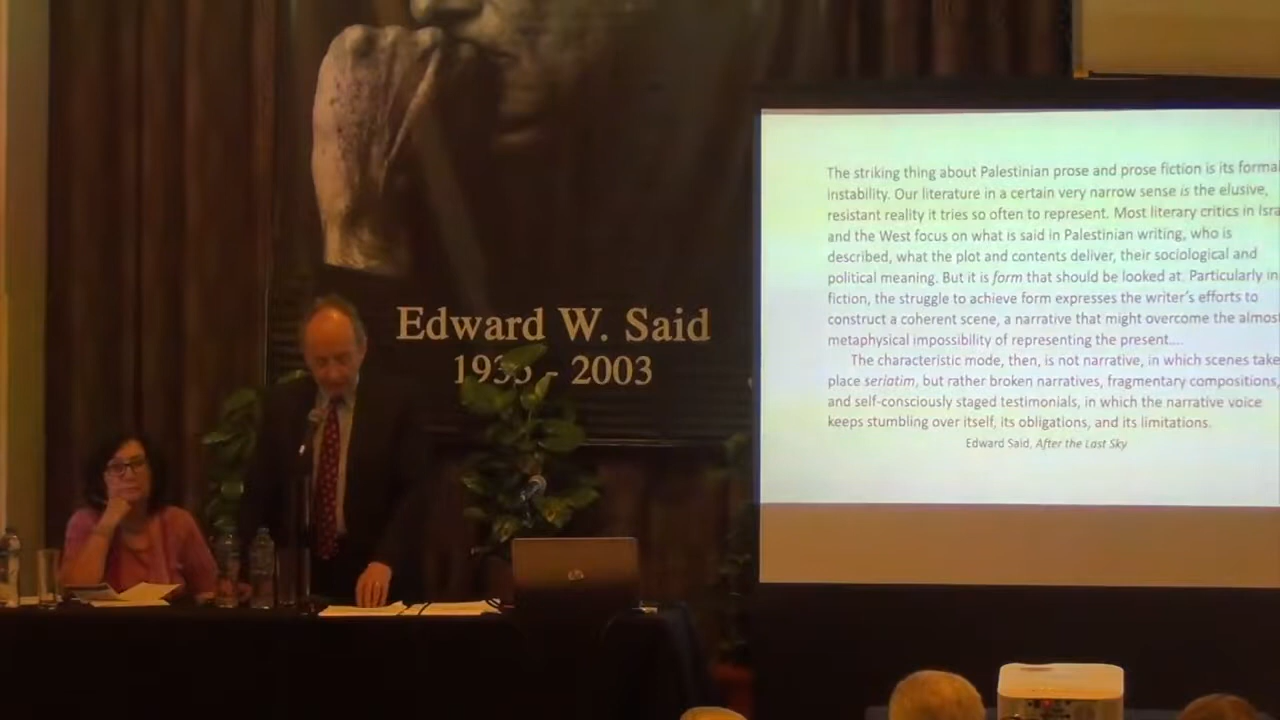 Edward W. Said
1935 - 2003
The striking thing about Palestinian prose and prose fiction is its formal
instability. Our literature in a certain very narrow sense is the elusive,
resistant reality it tries so often to represent. Most literary critics in Isra
and the West focus on what is said in Palestinian writing, who is
described, what the plot and contents deliver, their sociological and
political meaning. But it is form that should be looked at. Particularly in
fiction, the struggle to achieve form expresses the writer's efforts to
construct a coherent scene, a narrative that might overcome the almost
metaphysical impossibility of representing the present....
The characteristic mode, then, is not narrative, in which scenes take
place seriatim, but rather broken narratives, fragmentary compositions,
and self-consciously staged testimonials, in which the narrative voice
keeps stumbling over itself, its obligations, and its limitations.
Edward Said, After the Last Sky
hp